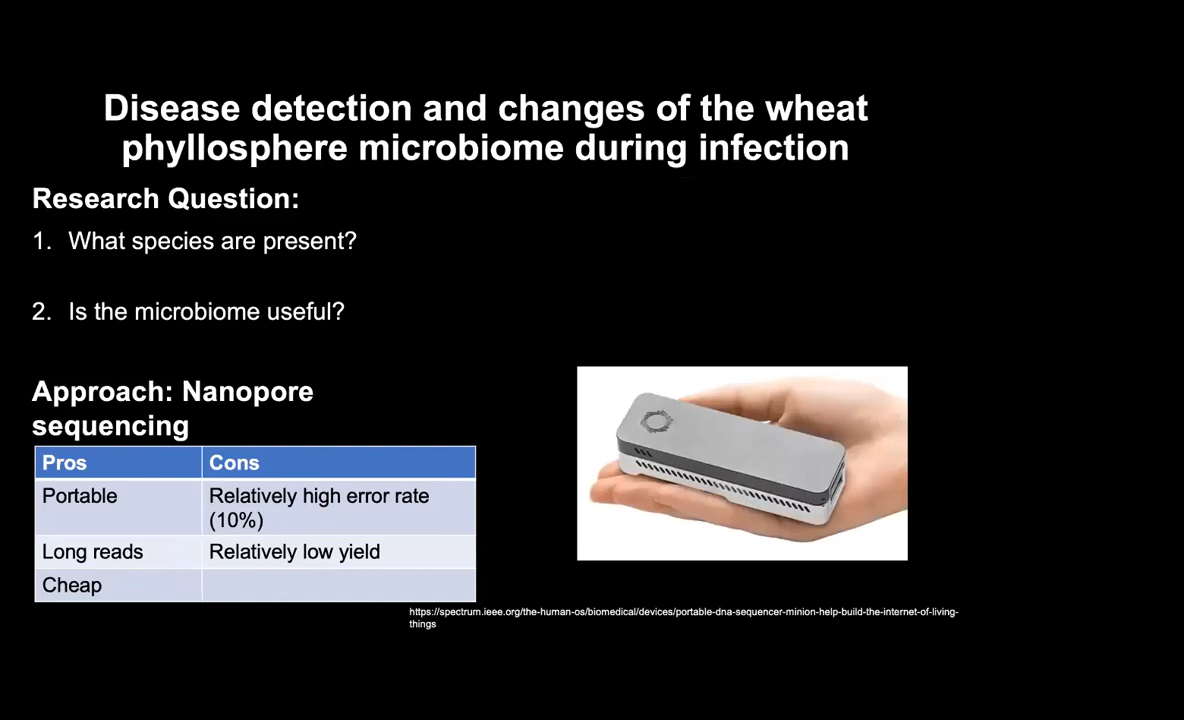 Disease detection and changes of the wheat
phyllosphere microbiome during infection
Research Question:
1. What species are present?
2. Is the microbiome useful?
Approach: Nanopore
sequencing
Pros Cons
Portable Relatively high error rate
(10%)
Long reads Relatively low yield
Cheap
https://spectrum.ieee.org/the-human-os/biomedical/devices/portable-dna-sequencer-minion-help-build-the-internet-of-living-
things